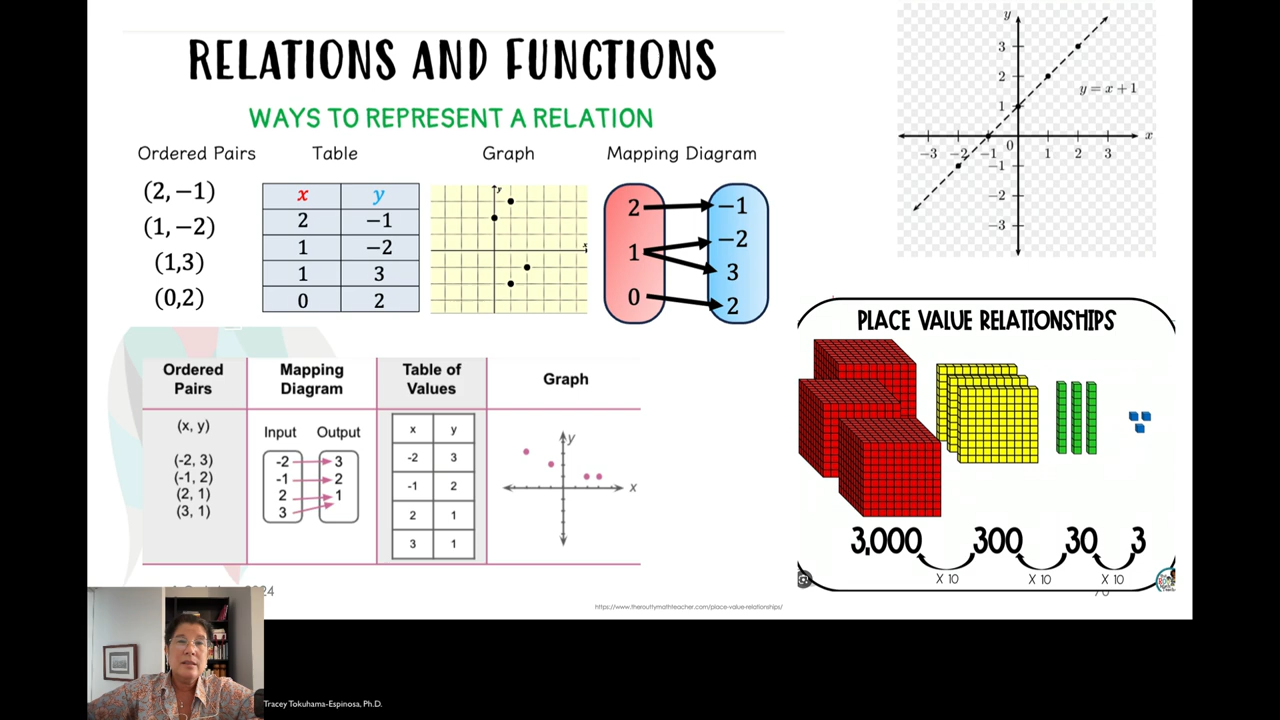 RELATIONS AND FUNCTIONS
WAYS TO REPRESENT A RELATION
Ordered Pairs Table Graph Mapping Diagram
(2, −1)
(1, −2)
(1,3)
(0,2)
x y
2 −1
1 −2
1 3
0 2
y
x
2 −1
1 −2
3
0 2
y
3
2
1
y = x + 1
−3 −2 −1 0 1 2 3 x
−1
−2
−3
Ordered Pairs
Mapping Diagram
Table of Values
Graph
(x, y)
(-2, 3)
(-1, 2)
(2, 1)
(3, 1)
Input Output
-2 3
-1 2
2 1
3
x y
-2 3
-1 2
2 1
3 1
y
x
PLACE VALUE RELATIONSHIPS
3,000 300 30 3
X 10 X 10 X 10
https://www.theroutymathteacher.com/place-value-relationships/
Tracey Tokuhama-Espinosa, Ph.D.